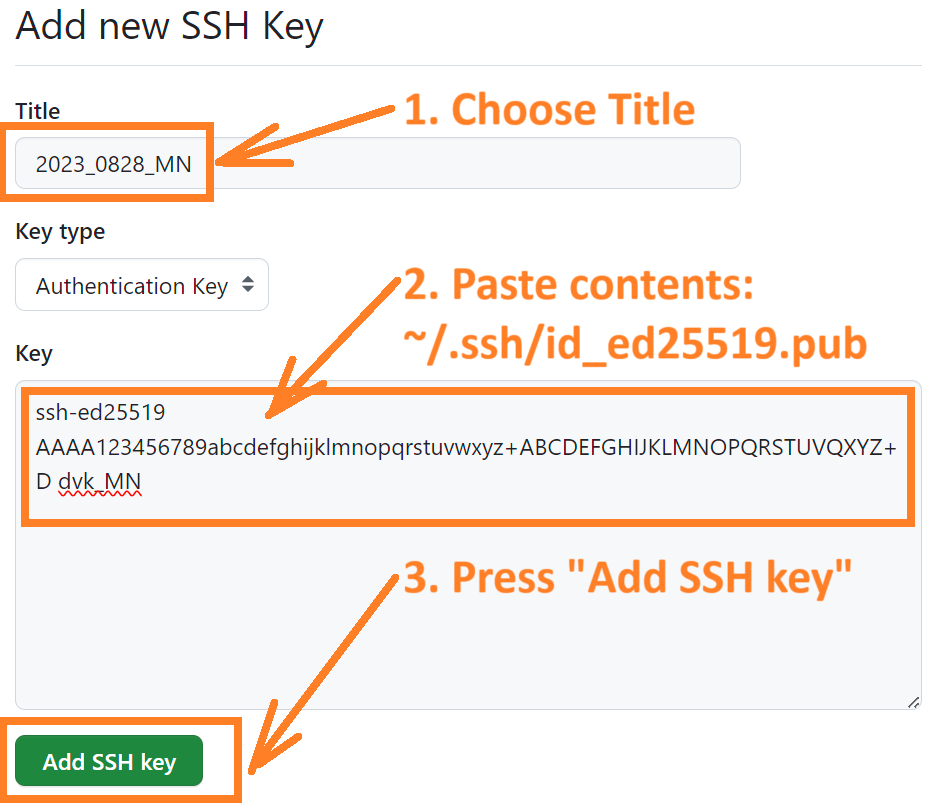 Add new SSH Key
Title
1. Choose Title
2023_0828_MN
Key type
Authentication Key
2. Paste contents:
~/.ssh/id_ed25519.pub
Key
ssh-ed25519
AAAA123456789abcdefghijklmnopqrstuvwxyz+ABCDEFGHIJKLMNOPQRSTUVQXYZ+
D dvk_MN
3. Press "Add SSH key"
Add SSH key